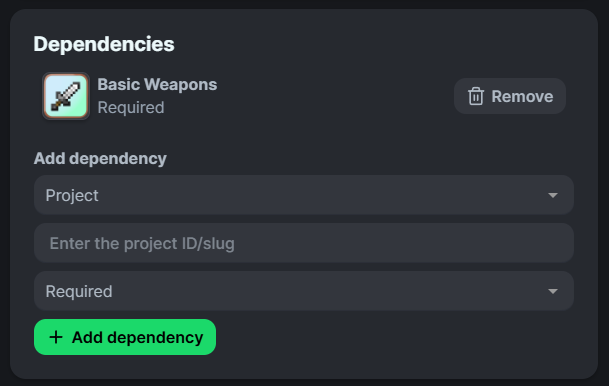 Dependencies
Basic Weapons
Required
Remove
Add dependency
Project
Enter the project ID/slug
Required
Add dependency